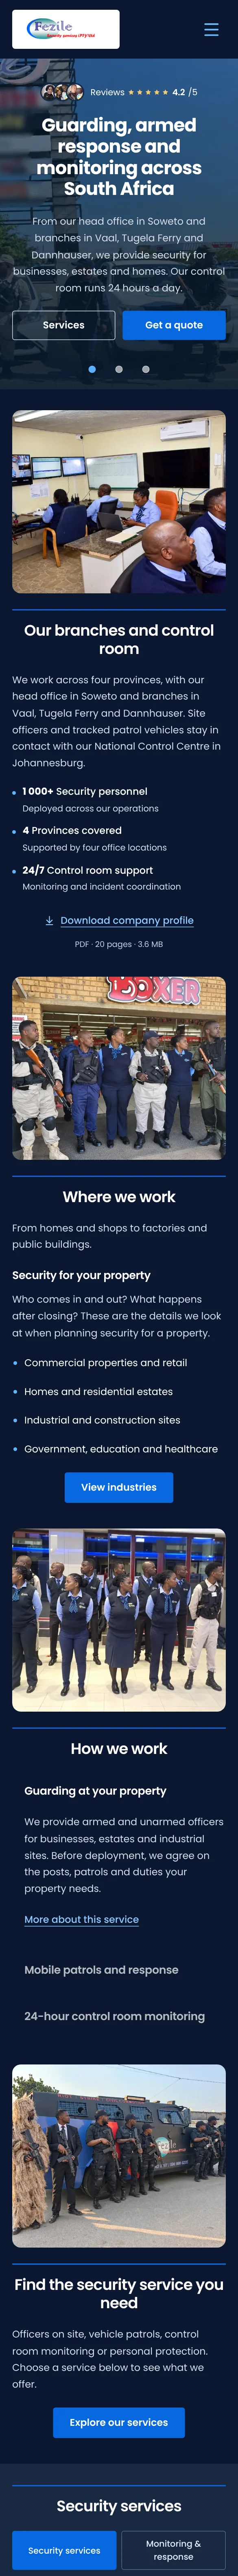 Fezile
Security services (PTY) ltd
Reviews ★ ★ ★ ★ ★ 4.2 /5
Guarding, armed
response and
monitoring across
South Africa
From our head office in Soweto and
branches in Vaal, Tugela Ferry and
Dannhauser, we provide security for
businesses, estates and homes. Our control
room runs 24 hours a day.
Services
Get a quote
Our branches and control
room
We work across four provinces, with our
head office in Soweto and branches in
Vaal, Tugela Ferry and Dannhauser. Site
officers and tracked patrol vehicles stay in
contact with our National Control Centre in
Johannesburg.
1 000+ Security personnel
Deployed across our operations
4 Provinces covered
Supported by four office locations
24/7 Control room support
Monitoring and incident coordination
Download company profile
PDF · 20 pages · 3.6 MB
BOXER
Where we work
From homes and shops to factories and
public buildings.
Security for your property
Who comes in and out? What happens
after closing? These are the details we look
at when planning security for a property.
Commercial properties and retail
Homes and residential estates
Industrial and construction sites
Government, education and healthcare
View industries
How we work
Guarding at your property
We provide armed and unarmed officers
for businesses, estates and industrial
sites. Before deployment, we agree on
the posts, patrols and duties your
property needs.
More about this service
Mobile patrols and response
24-hour control room monitoring
Find the security service you
need
Officers on site, vehicle patrols, control
room monitoring or personal protection.
Choose a service below to see what we
offer.
Explore our services
Security services
Security services
Monitoring &
response